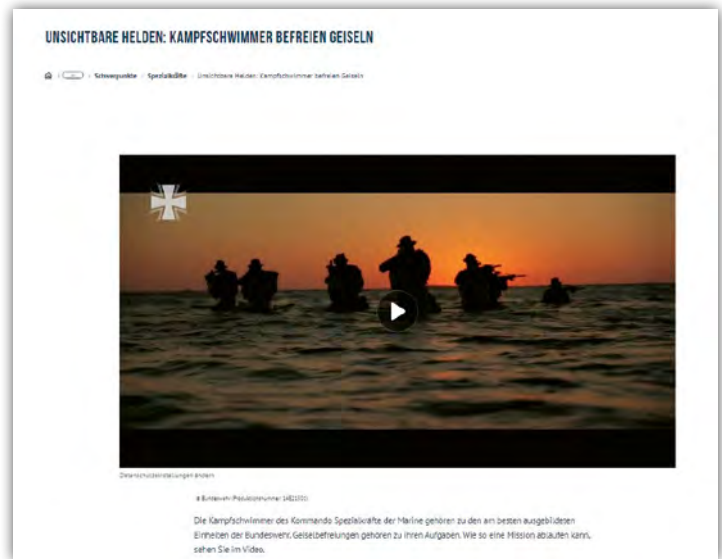 UNSICHTBARE HELDEN: KAMPFSCHWIMMER BEFREIEN GEISELN
Schwerpunkte Spezialkräfte Unsichtbare Helden: Kampfschwimmer befreien Geiseln
Datenschutzeinstellungen ändern
Bundeswehr (Produktionsnummer
Die Kampfschwimmer des Kommando Spezialkräfte der Marine gehören zu den am besten ausgebildeten
Einheiten der Bundeswehr. Geiselbefreiungen gehören zu ihren Aufgaben. Wie so eine Mission ablaufen kann,
sehen Sie im Video.